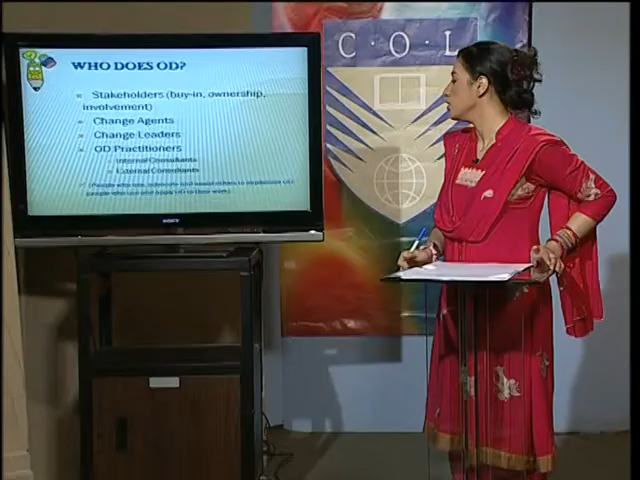 C.O.L
WHO DOES OD?
Stakeholders (buy-in, ownership,
involvement)
Change Agents
Change Leaders
OD Practitioners
Internal Consultants
External Consultants
SONY